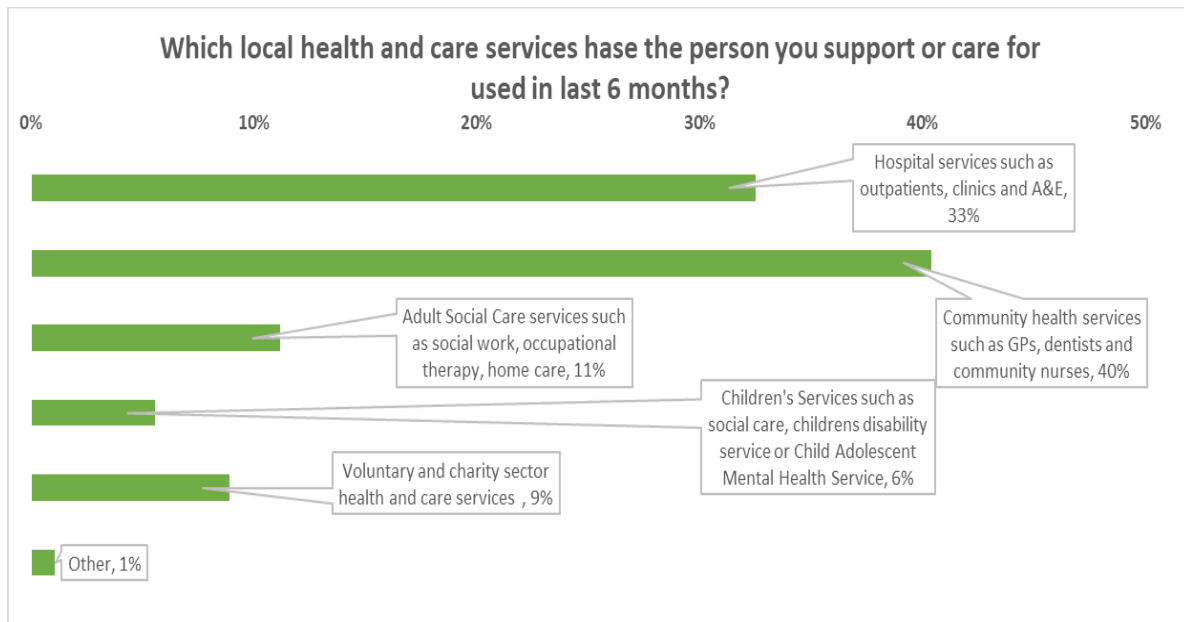 Which local health and care services hase the person you support or care for
used in last 6 months?
0% 10% 20% 30% 40% 50%
Hospital services such as
outpatients, clinics and A&E,
33%
Community health services
such as GPs, dentists and
community nurses, 40%
Adult Social Care services such
as social work, occupational
therapy, home care, 11%
Children's Services such as
social care, childrens disability
service or Child Adolescent
Mental Health Service, 6%
Voluntary and charity sector
health and care services , 9%
Other, 1%